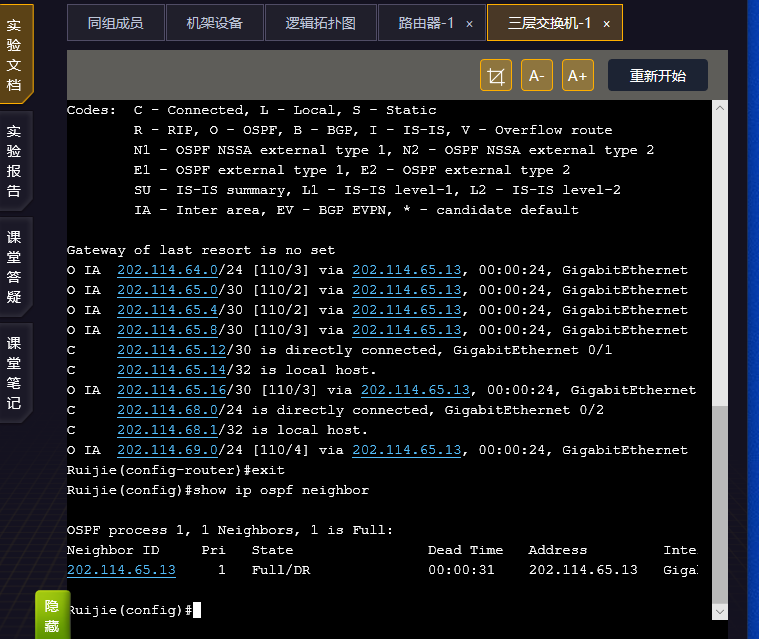 同组成员 机架设备 逻辑拓扑图 路由器-1 × 三层交换机-1 ×
A- A+ 重新开始
实验文档
实验报告
课堂答疑
课堂笔记
Codes: C - Connected, L - Local, S - Static
R - RIP, O - OSPF, B - BGP, I - IS-IS, V - Overflow route
N1 - OSPF NSSA external type 1, N2 - OSPF NSSA external type 2
E1 - OSPF external type 1, E2 - OSPF external type 2
SU - IS-IS summary, L1 - IS-IS level-1, L2 - IS-IS level-2
IA - Inter area, EV - BGP EVPN, * - candidate default
Gateway of last resort is no set
O IA 202.114.64.0/24 [110/3] via 202.114.65.13, 00:00:24, GigabitEthernet
O IA 202.114.65.0/30 [110/2] via 202.114.65.13, 00:00:24, GigabitEthernet
O IA 202.114.65.4/30 [110/2] via 202.114.65.13, 00:00:24, GigabitEthernet
O IA 202.114.65.8/30 [110/3] via 202.114.65.13, 00:00:24, GigabitEthernet
C 202.114.65.12/30 is directly connected, GigabitEthernet 0/1
C 202.114.65.14/32 is local host.
O IA 202.114.65.16/30 [110/3] via 202.114.65.13, 00:00:24, GigabitEthernet
C 202.114.68.0/24 is directly connected, GigabitEthernet 0/2
C 202.114.68.1/32 is local host.
O IA 202.114.69.0/24 [110/4] via 202.114.65.13, 00:00:24, GigabitEthernet
Ruijie(config-router)#exit
Ruijie(config)#show ip ospf neighbor
OSPF process 1, 1 Neighbors, 1 is Full:
Neighbor ID Pri State Dead Time Address Inte
202.114.65.13 1 Full/DR 00:00:31 202.114.65.13 Giga
Ruijie(config)#
隐藏